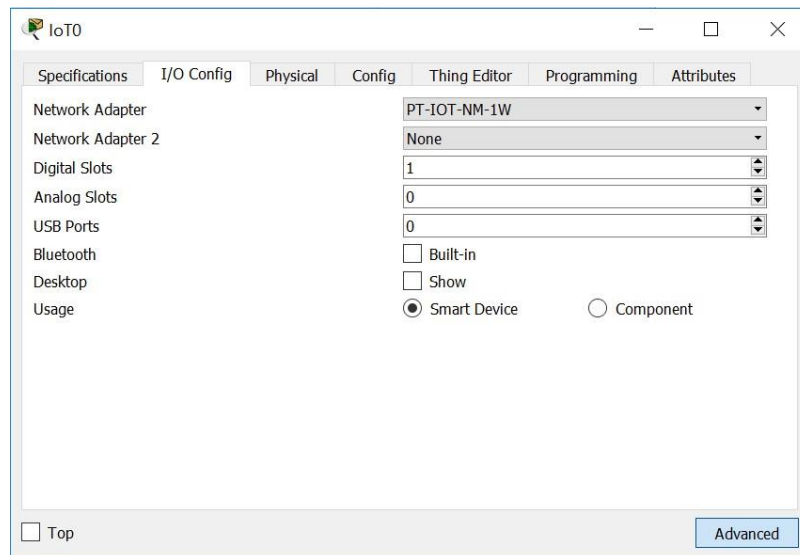 IoT0
Specifications I/O Config Physical Config Thing Editor Programming Attributes
Network Adapter PT-IOT-NM-1W
Network Adapter 2 None
Digital Slots 1
Analog Slots 0
USB Ports 0
Bluetooth Built-in
Desktop Show
Usage Smart Device Component
Top Advanced